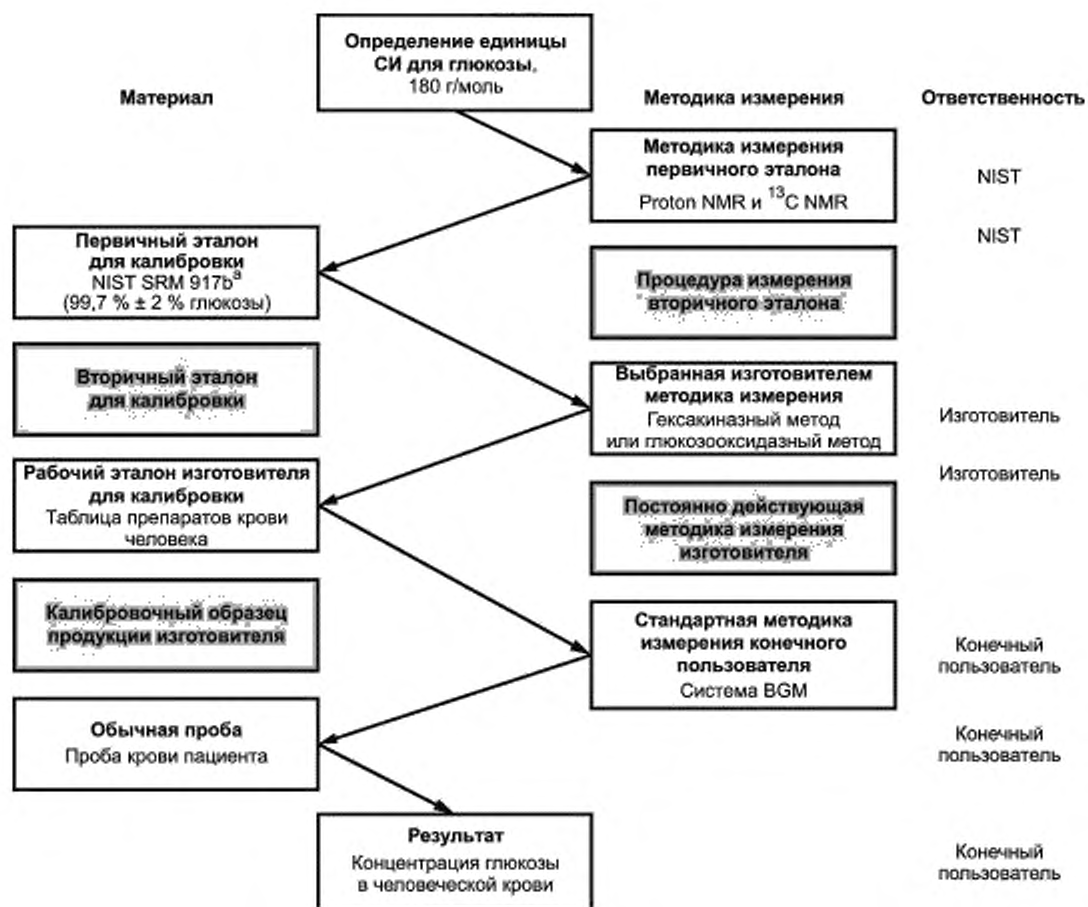 Определение единицы
СИ для глюкозы,
180 г/моль
Материал
Методика измерения
Ответственность
Методика измерения
первичного эталона
Proton NMR и ¹³C NMR
NIST
NIST
Первичный эталон
для калибровки
NIST SRM 917bᵃ
(99,7 % ± 2 % глюкозы)
Процедура измерения
вторичного эталона
Вторичный эталон
для калибровки
Выбранная изготовителем
методика измерения
Гексакиназный метод
или глюкозооксидазный метод
Изготовитель
Рабочий эталон изготовителя
для калибровки
Таблица препаратов крови
человека
Изготовитель
Постоянно действующая
методика измерения
изготовителя
Калибровочный образец
продукции изготовителя
Стандартная методика
измерения конечного
пользователя
Система BGM
Конечный
пользователь
Обычная проба
Проба крови пациента
Конечный
пользователь
Результат
Концентрация глюкозы
в человеческой крови
Конечный
пользователь